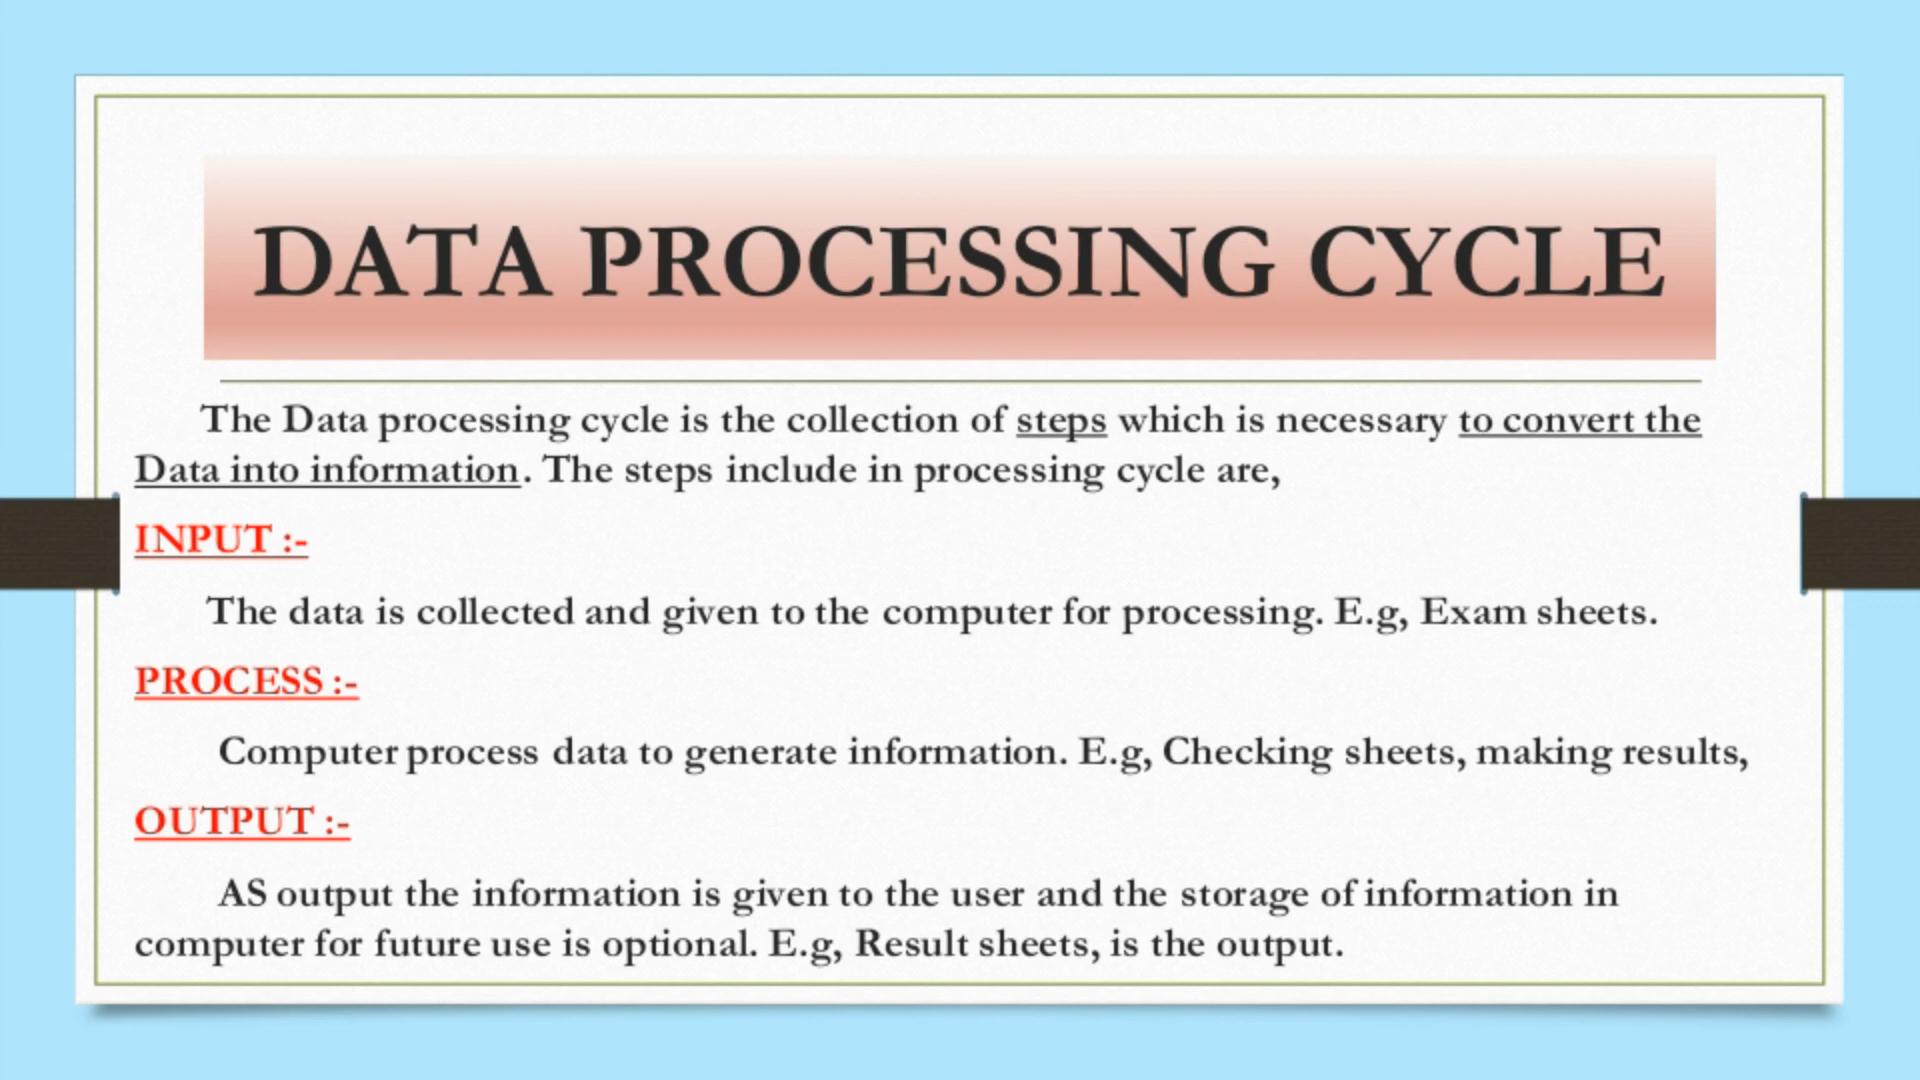 DATA PROCESSING CYCLE
The Data processing cycle is the collection of steps which is necessary to convert the
Data into information. The steps include in processing cycle are,
INPUT :-
The data is collected and given to the computer for processing. E.g, Exam sheets.
PROCESS :-
Computer process data to generate information. E.g, Checking sheets, making results,
OUTPUT :-
AS output the information is given to the user and the storage of information in
computer for future use is optional. E.g, Result sheets, is the output.